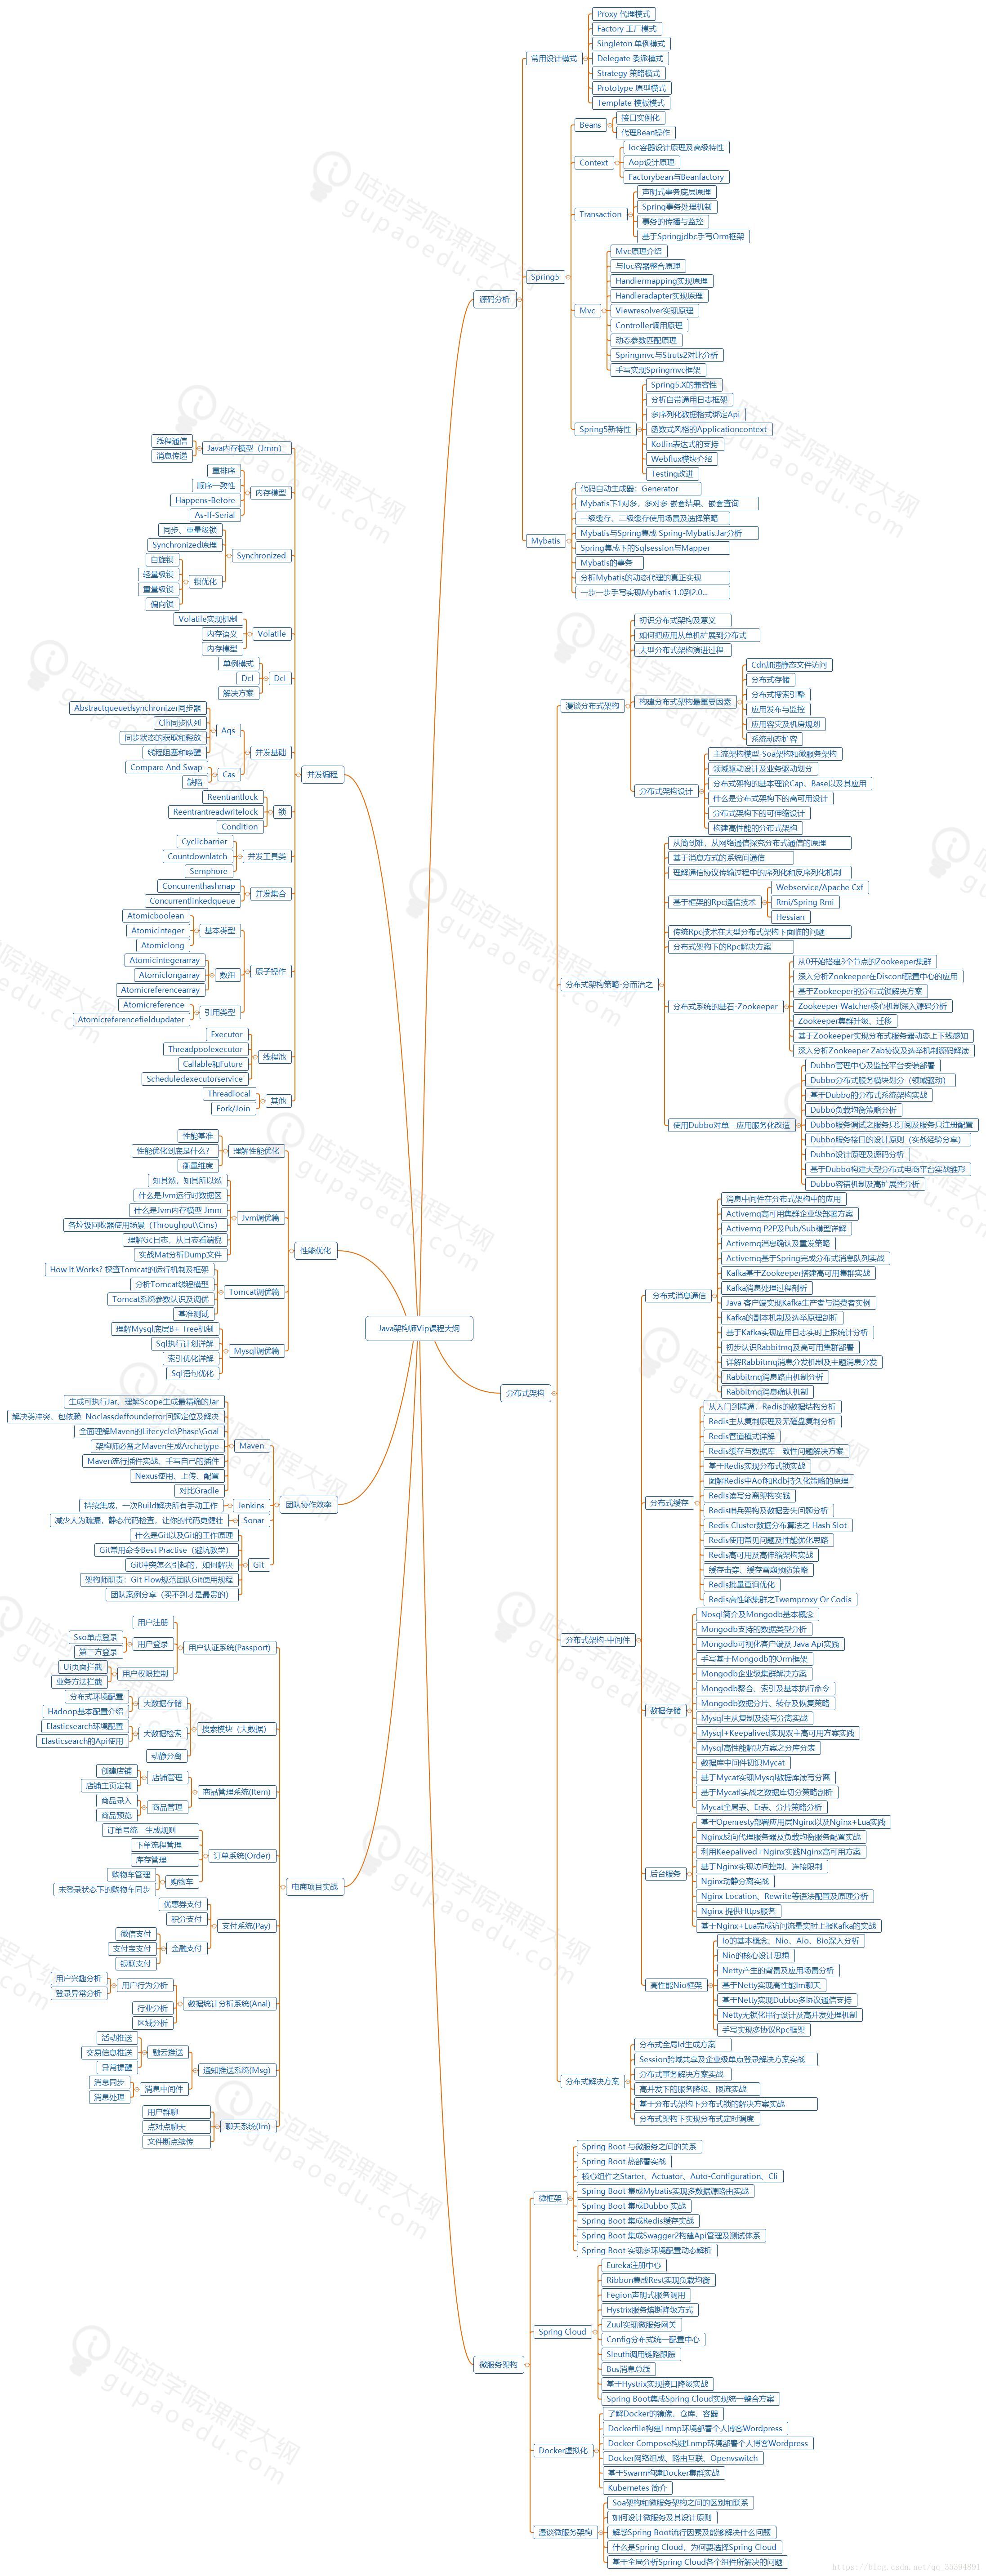 Java架构师Vip课程大纲
源码分析
常用设计模式
Proxy 代理模式
Factory 工厂模式
Singleton 单例模式
Delegate 委派模式
Strategy 策略模式
Prototype 原型模式
Template 模板模式
Spring5
Beans
接口实例化
代理Bean操作
Context
Ioc容器设计原理及高级特性
Aop设计原理
Factorybean与Beanfactory
Transaction
声明式事务底层原理
Spring事务处理机制
事务的传播与监控
基于Springjdbc手写Orm框架
Mvc
Mvc原理介绍
与Ioc容器整合原理
Handlermapping实现原理
Handleradapter实现原理
Viewresolver实现原理
Controller调用原理
动态参数匹配原理
Springmvc与Struts2对比分析
手写实现Springmvc框架
Spring5新特性
Spring5.X的兼容性
分析自带通用日志框架
多序列化数据格式绑定Api
函数式风格的Applicationcontext
Kotlin表达式的支持
Webflux模块介绍
Testing改进
Mybatis
代码自动生成器：Generator
Mybatis下1对多，多对多 嵌套结果、嵌套查询
一级缓存、二级缓存使用场景及选择策略
Mybatis与Spring集成 Spring-Mybatis.Jar分析
Spring集成下的Sqlsession与Mapper
Mybatis的事务
分析Mybatis的动态代理的真正实现
一步一步手写实现Mybatis 1.0到2.0...
并发编程
Java内存模型（Jmm）
线程通信
消息传递
内存模型
重排序
顺序一致性
Happens-Before
As-If-Serial
Synchronized
同步、重量级锁
Synchronized原理
锁优化
自旋锁
轻量级锁
重量级锁
偏向锁
Volatile
Volatile实现机制
内存语义
内存模型
Dcl
单例模式
Dcl
解决方案
并发基础
Aqs
Abstractqueuedsynchronizer同步器
Clh同步队列
同步状态的获取和释放
线程阻塞和唤醒
Cas
Compare And Swap
缺陷
锁
Reentrantlock
Reentrantreadwritelock
Condition
并发工具类
Cyclicbarrier
Countdownlatch
Semphore
并发集合
Concurrenthashmap
Concurrentlinkedqueue
原子操作
基本类型
Atomicboolean
Atomicinteger
Atomiclong
数组
Atomicintegerarray
Atomiclongarray
Atomicreferencearray
引用类型
Atomicreference
Atomicreferencefieldupdater
线程池
Executor
Threadpoolexecutor
Callable和Future
Scheduledexecutorservice
其他
Threadlocal
Fork/Join
性能优化
理解性能优化
性能基准
性能优化到底是什么？
衡量维度
Jvm调优篇
知其然，知其所以然
什么是Jvm运行时数据区
什么是Jvm内存模型 Jmm
各垃圾回收器使用场景（Throughput\Cms）
理解Gc日志，从日志看端倪
实战Mat分析Dump文件
Tomcat调优篇
How It Works? 探查Tomcat的运行机制及框架
分析Tomcat线程模型
Tomcat系统参数认识及调优
基准测试
Mysql调优篇
理解Mysql底层B+ Tree机制
Sql执行计划详解
索引优化详解
Sql语句优化
团队协作效率
Maven
生成可执行Jar、理解Scope生成最精确的Jar
解决类冲突、包依赖 Noclassdeffounderror问题定位及解决
全面理解Maven的Lifecycle\Phase\Goal
架构师必备之Maven生成Archetype
Maven流行插件实战、手写自己的插件
Nexus使用、上传、配置
对比Gradle
Jenkins
持续集成，一次Build解决所有手动工作
Sonar
减少人为疏漏，静态代码检查，让你的代码更健壮
Git
什么是Git以及Git的工作原理
Git常用命令Best Practise（避坑教学）
Git冲突怎么引起的，如何解决
架构师职责：Git Flow规范团队Git使用规程
团队案例分享（买不到才是最贵的）
电商项目实战
用户认证系统(Passport)
用户注册
用户登录
Sso单点登录
第三方登录
用户权限控制
Ui页面拦截
业务方法拦截
搜索模块（大数据）
大数据存储
分布式环境配置
Hadoop基本配置介绍
大数据检索
Elasticsearch环境配置
Elasticsearch的Api使用
动静分离
商品管理系统(Item)
店铺管理
创建店铺
店铺主页定制
商品管理
商品录入
商品预览
订单系统(Order)
订单号统一生成规则
下单流程管理
库存管理
购物车
购物车管理
未登录状态下的购物车同步
支付系统(Pay)
优惠券支付
积分支付
金融支付
微信支付
支付宝支付
银联支付
数据统计分析系统(Anal)
用户行为分析
用户兴趣分析
登录异常分析
行业分析
区域分析
通知推送系统(Msg)
融云推送
活动推送
交易信息推送
异常提醒
消息中间件
消息同步
消息处理
聊天系统(Im)
用户群聊
点对点聊天
文件断点续传
分布式架构
漫谈分布式架构
初识分布式架构及意义
如何把应用从单机扩展到分布式
大型分布式架构演进过程
构建分布式架构最重要因素
Cdn加速静态文件访问
分布式存储
分布式搜索引擎
应用发布与监控
应用容灾及机房规划
系统动态扩容
分布式架构设计
主流架构模型-Soa架构和微服务架构
领域驱动设计及业务驱动划分
分布式架构的基本理论Cap、Base以及其应用
什么是分布式架构下的高可用设计
分布式架构下的可伸缩设计
构建高性能的分布式架构
分布式架构策略-分而治之
从简到难，从网络通信探究分布式通信的原理
基于消息方式的系统间通信
理解通信协议传输过程中的序列化和反序列化机制
基于框架的Rpc通信技术
Webservice/Apache Cxf
Rmi/Spring Rmi
Hessian
传统Rpc技术在大型分布式架构下面临的问题
分布式架构下的Rpc解决方案
分布式系统的基石-Zookeeper
从0开始搭建3个节点的Zookeeper集群
深入分析Zookeeper在Disconf配置中心的应用
基于Zookeeper的分布式锁解决方案
Zookeeper Watcher核心机制深入源码分析
Zookeeper集群升级、迁移
基于Zookeeper实现分布式服务器动态上下线感知
深入分析Zookeeper Zab协议及选举机制源码解读
使用Dubbo对单一应用服务化改造
Dubbo管理中心及监控平台安装部署
Dubbo分布式服务模块划分（领域驱动）
基于Dubbo的分布式系统架构实战
Dubbo负载均衡策略分析
Dubbo服务调试之服务只订阅及服务只注册配置
Dubbo服务接口的设计原则（实战经验分享）
Dubbo设计原理及源码分析
基于Dubbo构建大型分布式电商平台实战雏形
Dubbo容错机制及高扩展性分析
分布式架构-中间件
分布式消息通信
消息中间件在分布式架构中的应用
Activemq高可用集群企业级部署方案
Activemq P2P及Pub/Sub模型详解
Activemq消息确认及重发策略
Activemq基于Spring完成分布式消息队列实战
Kafka基于Zookeeper搭建高可用集群实战
Kafka消息处理过程剖析
Java 客户端实现Kafka生产者与消费者实例
Kafka的副本机制及选举原理剖析
基于Kafka实现应用日志实时上报统计分析
初步认识Rabbitmq及高可用集群部署
详解Rabbitmq消息分发机制及主题消息分发
Rabbitmq消息路由机制分析
Rabbitmq消息确认机制
分布式缓存
从入门到精通，Redis的数据结构分析
Redis主从复制原理及无磁盘复制分析
Redis管道模式详解
Redis缓存与数据库一致性问题解决方案
基于Redis实现分布式锁实战
图解Redis中Aof和Rdb持久化策略的原理
Redis读写分离架构实践
Redis哨兵架构及数据丢失问题分析
Redis Cluster数据分布算法之 Hash Slot
Redis使用常见问题及性能优化思路
Redis高可用及高伸缩架构实战
缓存击穿、缓存雪崩预防策略
Redis批量查询优化
Redis高性能集群之Twemproxy Or Codis
数据存储
Nosql简介及Mongodb基本概念
Mongodb支持的数据类型分析
Mongodb可视化客户端及 Java Api实践
手写基于Mongodb的Orm框架
Mongodb企业级集群解决方案
Mongodb聚合、索引及基本执行命令
Mongodb数据分片、转存及恢复策略
Mysql主从复制及读写分离实战
Mysql+Keepalived实现双主高可用方案实践
Mysql高性能解决方案之分库分表
数据库中间件初识Mycat
基于Mycat实现Mysql数据库读写分离
基于Mycatl实战之数据库切分策略剖析
Mycat全局表、Er表、分片策略分析
后台服务
基于Openresty部署应用层Nginx以及Nginx+Lua实践
Nginx反向代理服务器及负载均衡服务配置实战
利用Keepalived+Nginx实践Nginx高可用方案
基于Nginx实现访问控制、连接限制
Nginx动静分离实战
Nginx Location、Rewrite等语法配置及原理分析
Nginx 提供Https服务
基于Nginx+Lua完成访问流量实时上报Kafka的实战
高性能Nio框架
Io的基本概念、Nio、Aio、Bio深入分析
Nio的核心设计思想
Netty产生的背景及应用场景分析
基于Netty实现高性能Im聊天
基于Netty实现Dubbo多协议通信支持
Netty无锁化串行设计及高并发处理机制
手写实现多协议Rpc框架
分布式解决方案
分布式全局Id生成方案
Session跨域共享及企业级单点登录解决方案实战
分布式事务解决方案实战
高并发下的服务降级、限流实战
基于分布式架构下分布式锁的解决方案实战
分布式架构下实现分布式定时调度
微服务架构
微框架
Spring Boot 与微服务之间的关系
Spring Boot 热部署实战
核心组件之Starter、Actuator、Auto-Configuration、Cli
Spring Boot 集成Mybatis实现多数据源路由实战
Spring Boot 集成Dubbo 实战
Spring Boot 集成Redis缓存实战
Spring Boot 集成Swagger2构建Api管理及测试体系
Spring Boot 实现多环境配置动态解析
Spring Cloud
Eureka注册中心
Ribbon集成Rest实现负载均衡
Fegion声明式服务调用
Hystrix服务熔断降级方式
Zuul实现微服务网关
Config分布式统一配置中心
Sleuth调用链路跟踪
Bus消息总线
基于Hystrix实现接口降级实战
Spring Boot集成Spring Cloud实现统一整合方案
Docker虚拟化
了解Docker的镜像、仓库、容器
Dockerfile构建Lnmp环境部署个人博客Wordpress
Docker Compose构建Lnmp环境部署个人博客Wordpress
Docker网络组成、路由互联、Openvswitch
基于Swarm构建Docker集群实战
Kubernetes 简介
漫谈微服务架构
Soa架构和微服务架构之间的区别和联系
如何设计微服务及其设计原则
解惑Spring Boot流行因素及能够解决什么问题
什么是Spring Cloud，为何要选择Spring Cloud
基于全局分析Spring Cloud各个组件所解决的问题
咕泡学院课程大纲
gupaoedu.com